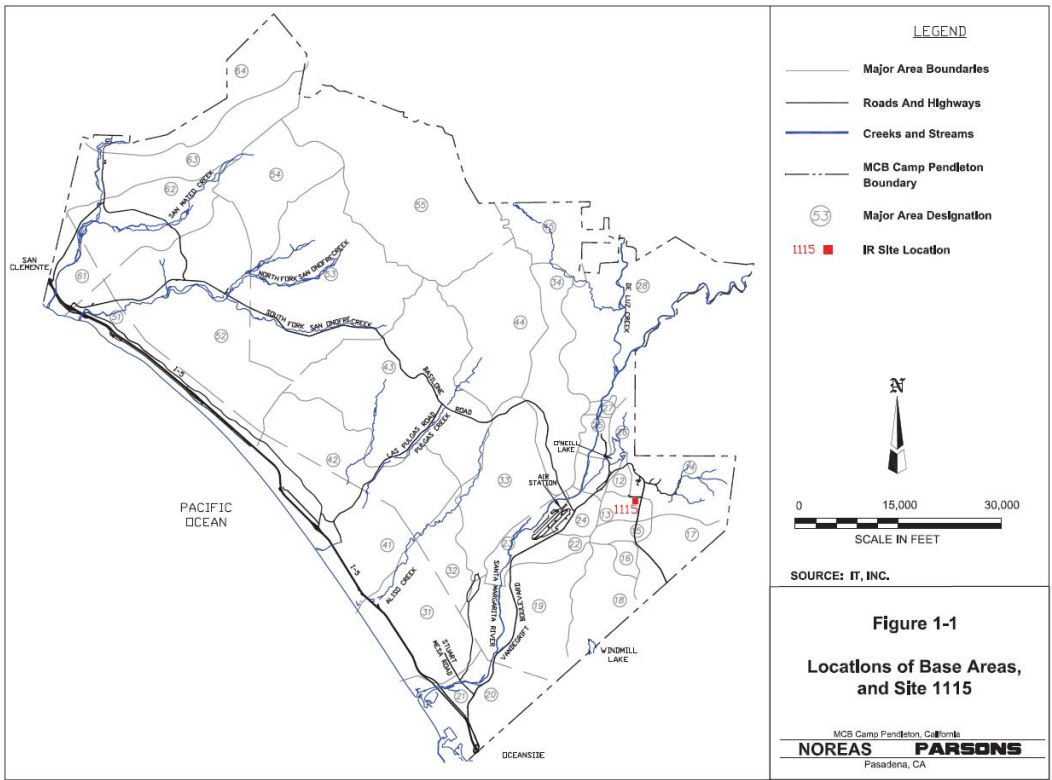 64
63
62
54
55
SAN MATEO CREEK
45
SAN
CLEMENTE
61
NORTH FORK SAN ONOFRE CREEK
53
34
DE LUZ CREEK
28
51
52
SOUTH FORK SAN ONOFRE CREEK
44
I-5
43
BASILONE
ROAD
27
LAS PULGAS ROAD
PULGAS CREEK
25
26
O'NEILL
LAKE
42
33
AIR
STATION
12
14
1115
PACIFIC
OCEAN
24
13
15
17
41
23
22
16
I-5
ALISO CREEK
32
SANTA MARGARITA RIVER
19
18
31
VANDEGRIFT
BOULEVARD
STUART
MESA ROAD
WINDMILL
LAKE
21
20
OCEANSIDE
LEGEND
Major Area Boundaries
Roads And Highways
Creeks and Streams
MCB Camp Pendleton
Boundary
53 Major Area Designation
1115 IR Site Location
N
0 15,000 30,000
SCALE IN FEET
SOURCE: IT, INC.
Figure 1-1
Locations of Base Areas,
and Site 1115
MCB Camp Pendleton, California
NOREAS PARSONS
Pasadena, CA